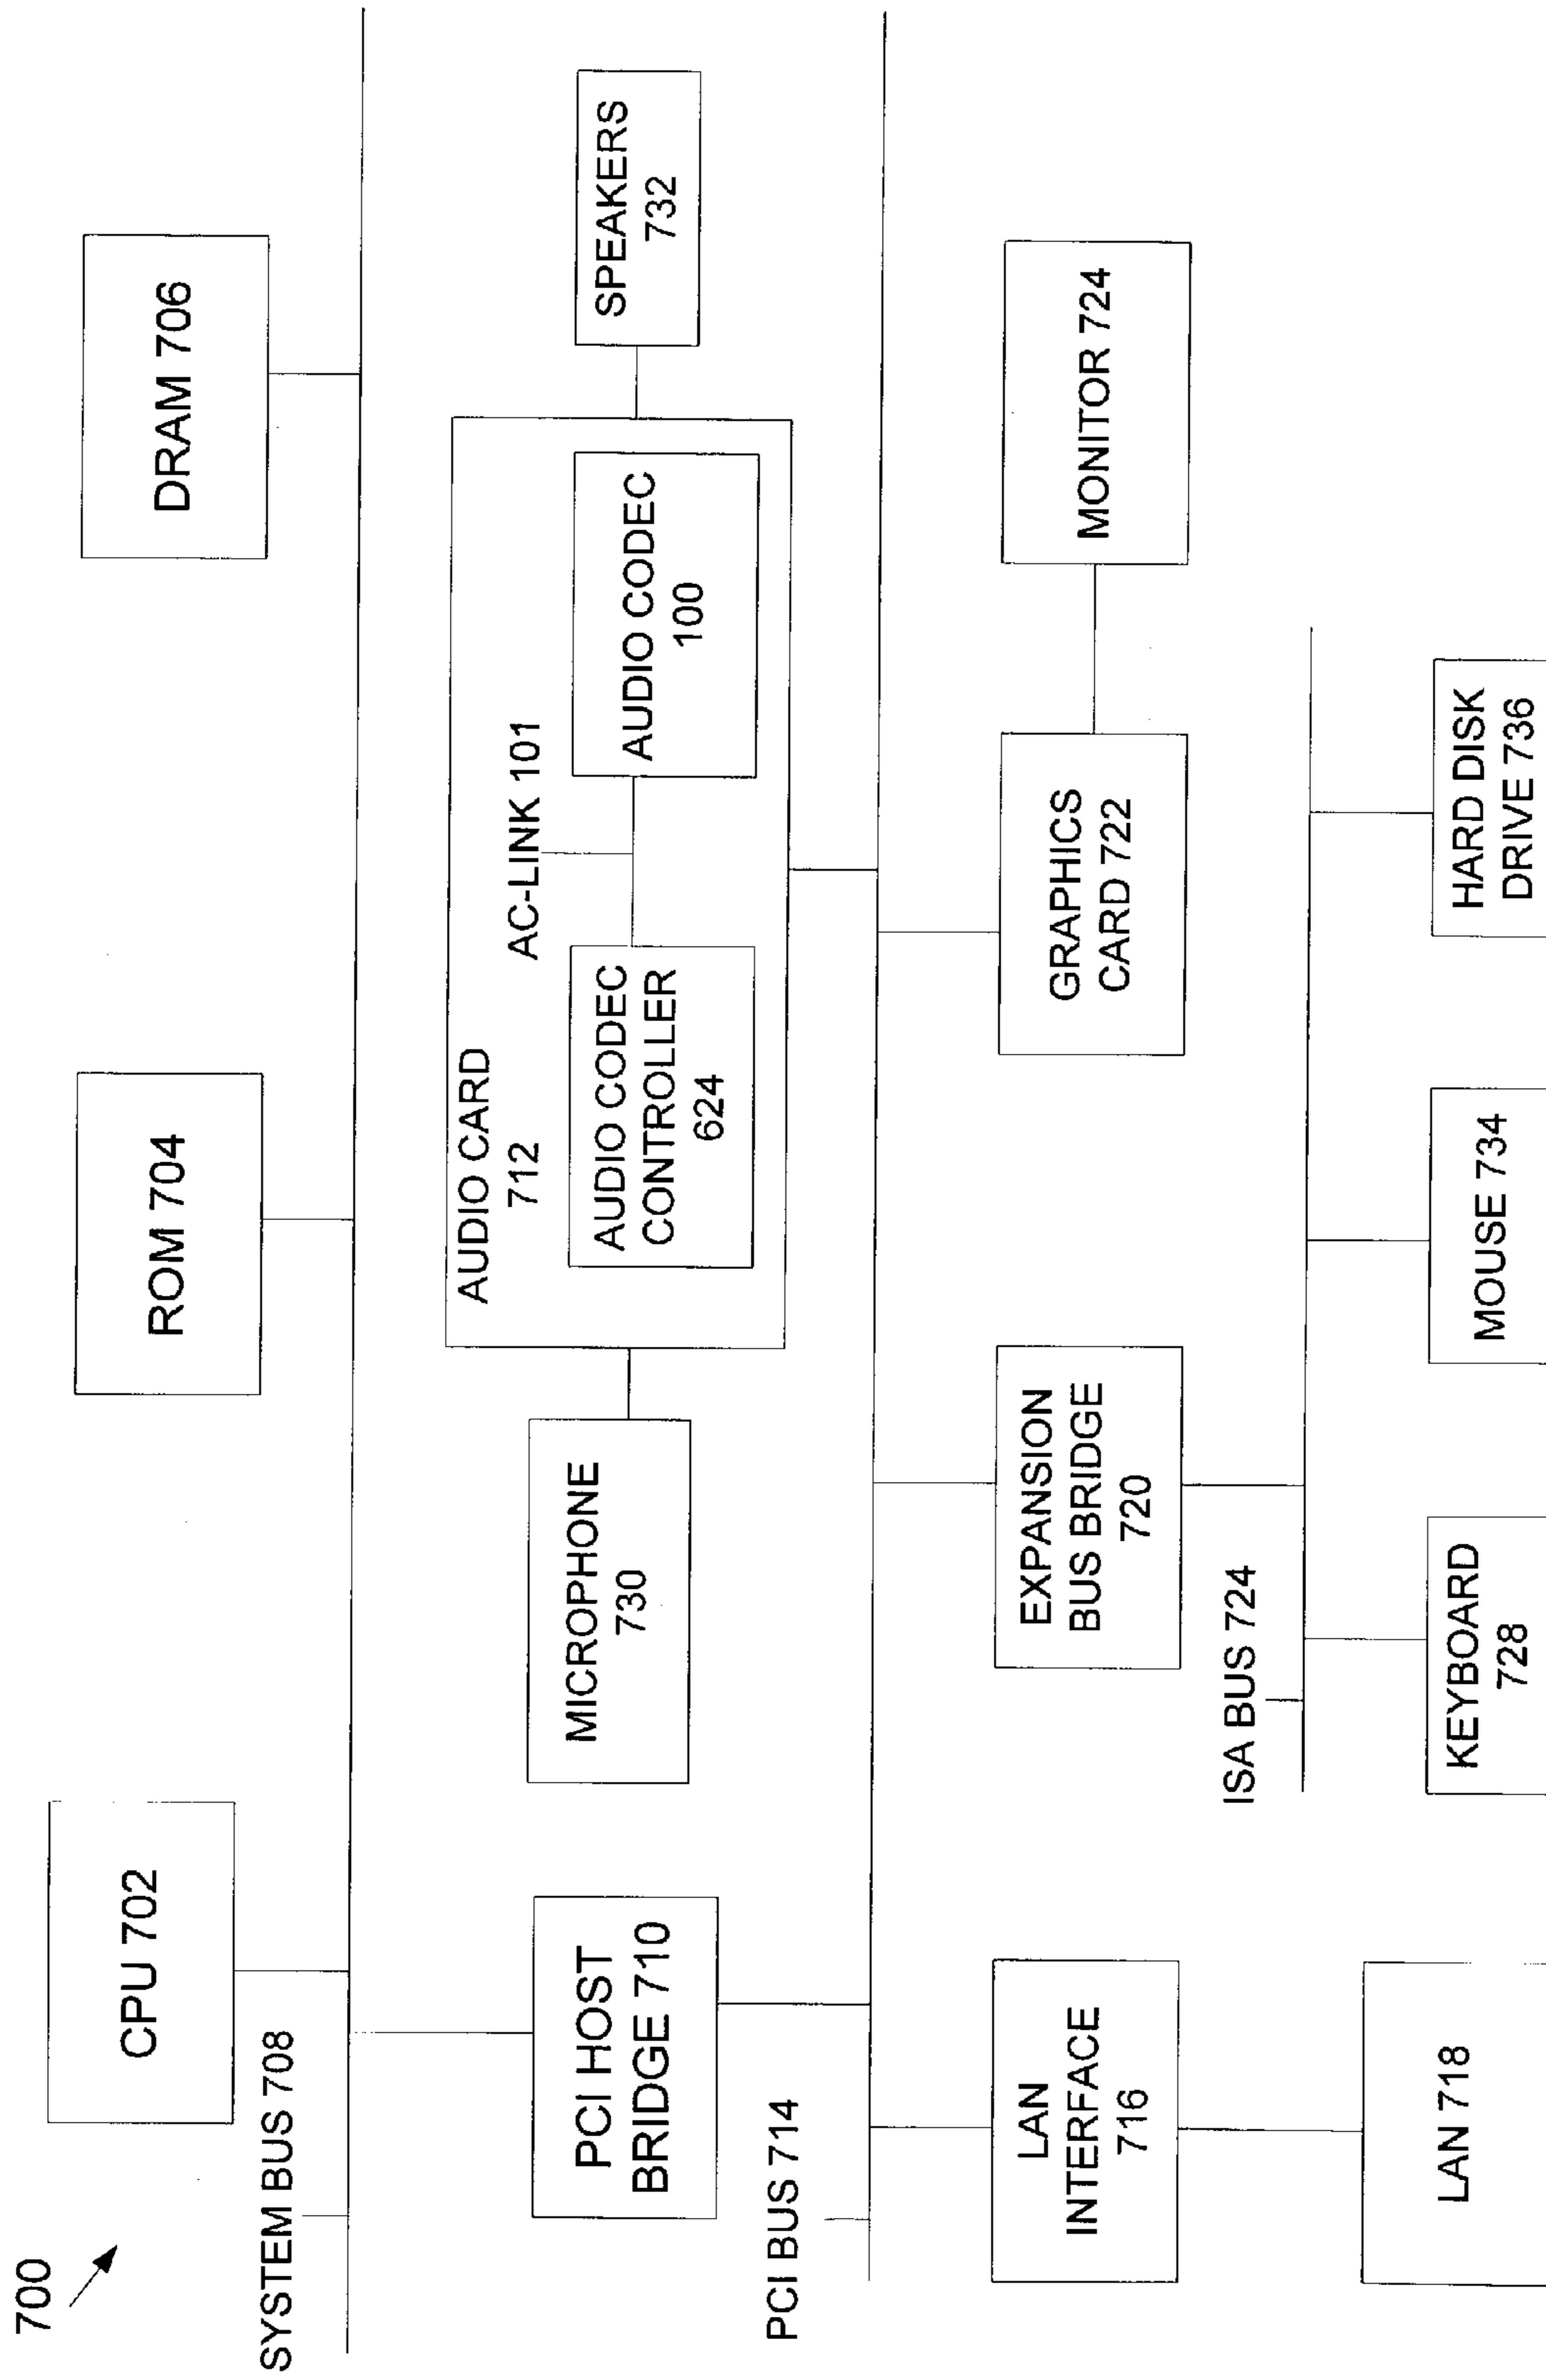 700
CPU 702
ROM 704
DRAM 706
SYSTEM BUS 708
PCI HOST
BRIDGE 710
MICROPHONE
730
AUDIO CARD
712
AC-LINK 101
AUDIO CODEC
CONTROLLER
624
AUDIO CODEC
100
SPEAKERS
732
PCI BUS 714
LAN
INTERFACE
716
EXPANSION
BUS BRIDGE
720
GRAPHICS
CARD 722
MONITOR 724
ISA BUS 724
LAN 718
KEYBOARD
728
MOUSE 734
HARD DISK
DRIVE 736